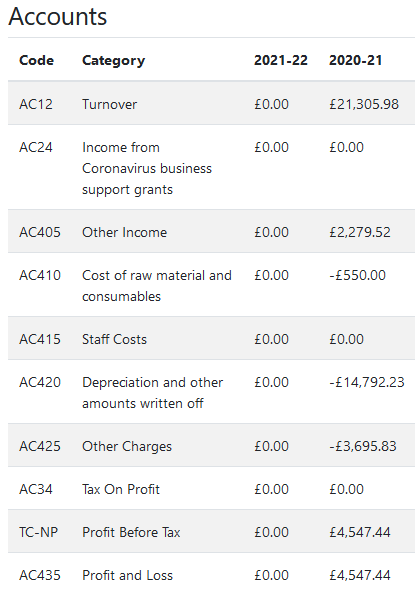 Accounts
Code Category 2021-22 2020-21
AC12 Turnover £0.00 £21,305.98
AC24 Income from £0.00 £0.00
Coronavirus business
support grants
AC405 Other Income £0.00 £2,279.52
AC410 Cost of raw material and £0.00 -£550.00
consumables
AC415 Staff Costs £0.00 £0.00
AC420 Depreciation and other £0.00 -£14,792.23
amounts written off
AC425 Other Charges £0.00 -£3,695.83
AC34 Tax On Profit £0.00 £0.00
TC-NP Profit Before Tax £0.00 £4,547.44
AC435 Profit and Loss £0.00 £4,547.44